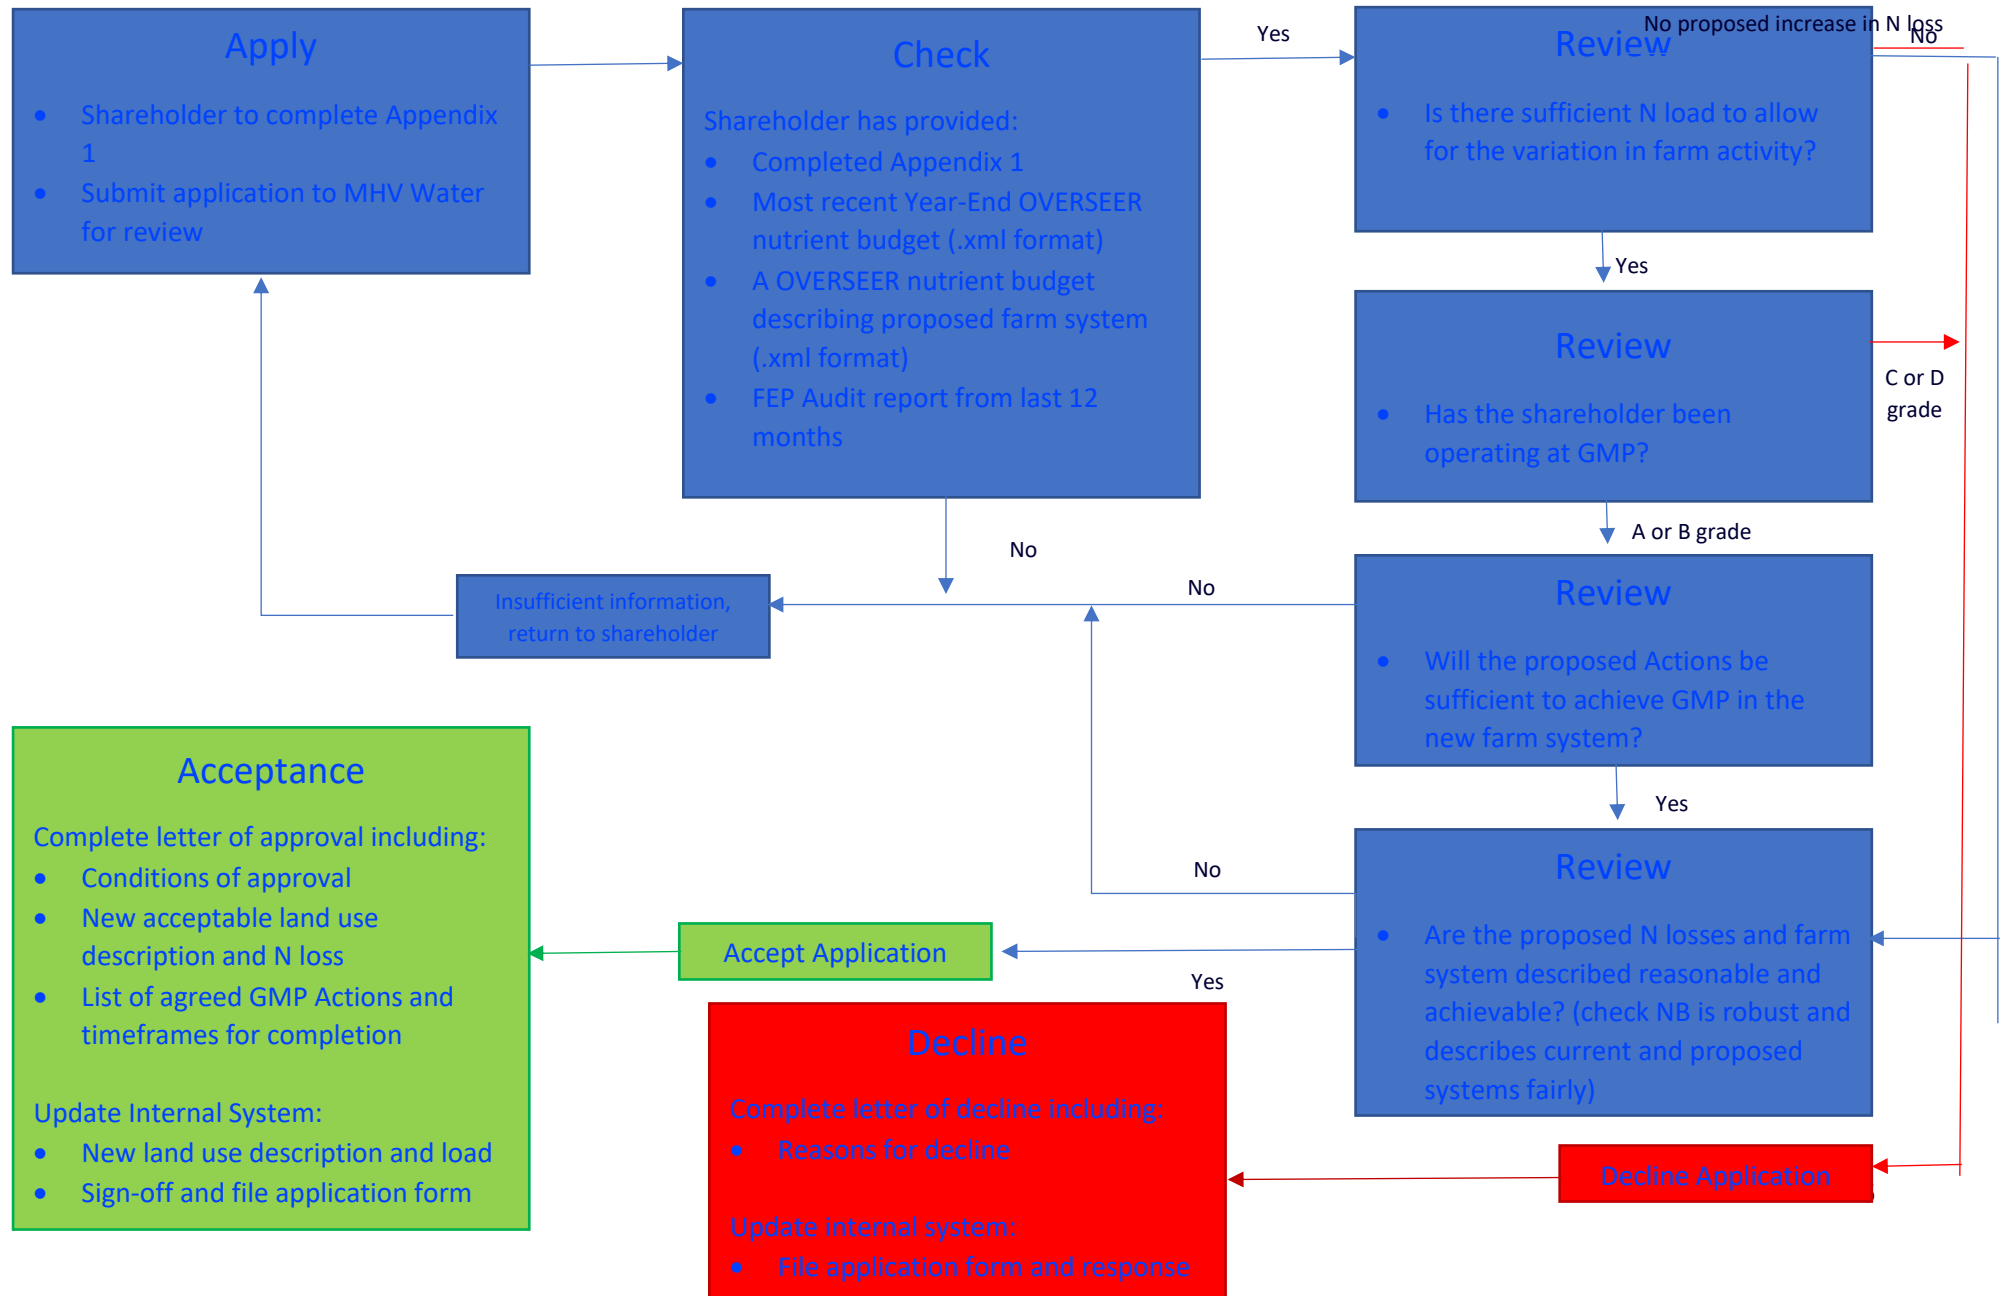 Apply
• Shareholder to complete Appendix
1
• Submit application to MHV Water
for review
Check
Shareholder has provided:
• Completed Appendix 1
• Most recent Year-End OVERSEER
nutrient budget (.xml format)
• A OVERSEER nutrient budget
describing proposed farm system
(.xml format)
• FEP Audit report from last 12
months
Yes
No
Review
No proposed increase in N loss
No
• Is there sufficient N load to allow
for the variation in farm activity?
Yes
Review
• Has the shareholder been
operating at GMP?
C or D
grade
A or B grade
Review
• Will the proposed Actions be
sufficient to achieve GMP in the
new farm system?
No
Yes
Insufficient information,
return to shareholder
Review
• Are the proposed N losses and farm
system described reasonable and
achievable? (check NB is robust and
describes current and proposed
systems fairly)
No
Yes
Accept Application
Acceptance
Complete letter of approval including:
• Conditions of approval
• New acceptable land use
description and N loss
• List of agreed GMP Actions and
timeframes for completion
Update Internal System:
• New land use description and load
• Sign-off and file application form
Decline Application
Decline
Complete letter of decline including:
• Reasons for decline
Update internal system:
• File application form and response